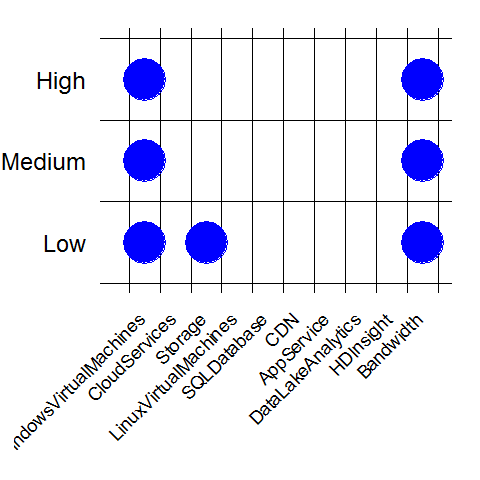 High
Medium
Low
ndowsVirtualMachines
CloudServices
Storage
LinuxVirtualMachines
SQLDatabase
CDN
AppService
DataLakeAnalytics
HDInsight
Bandwidth